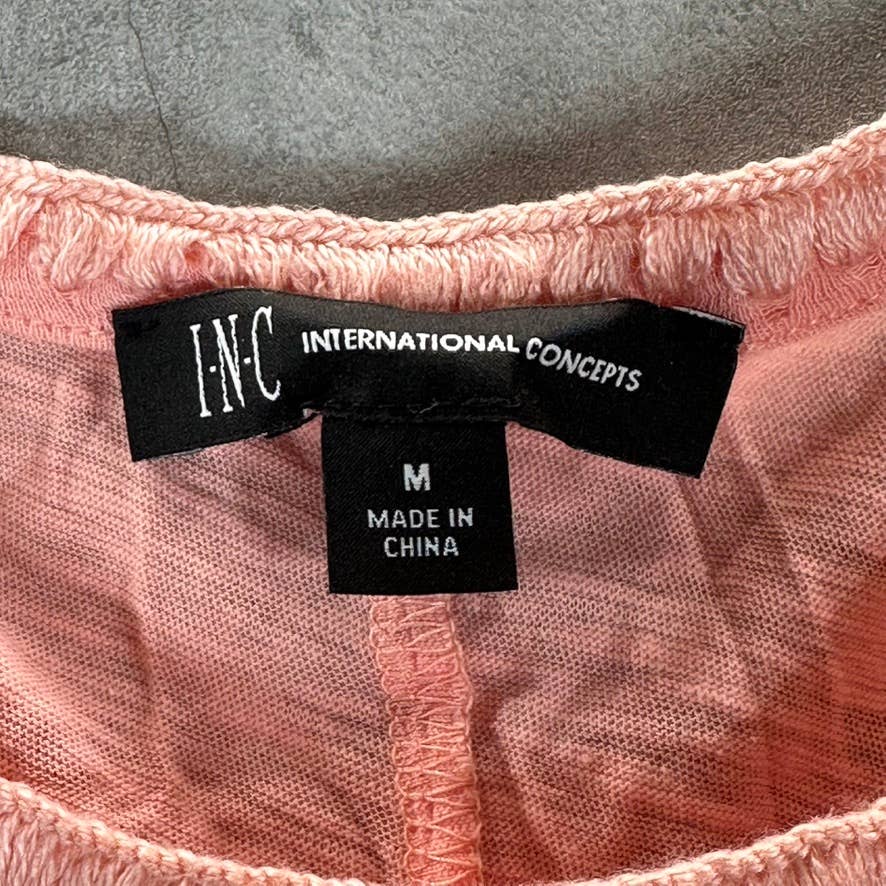 I·N·C INTERNATIONAL CONCEPTS
M
MADE IN
CHINA